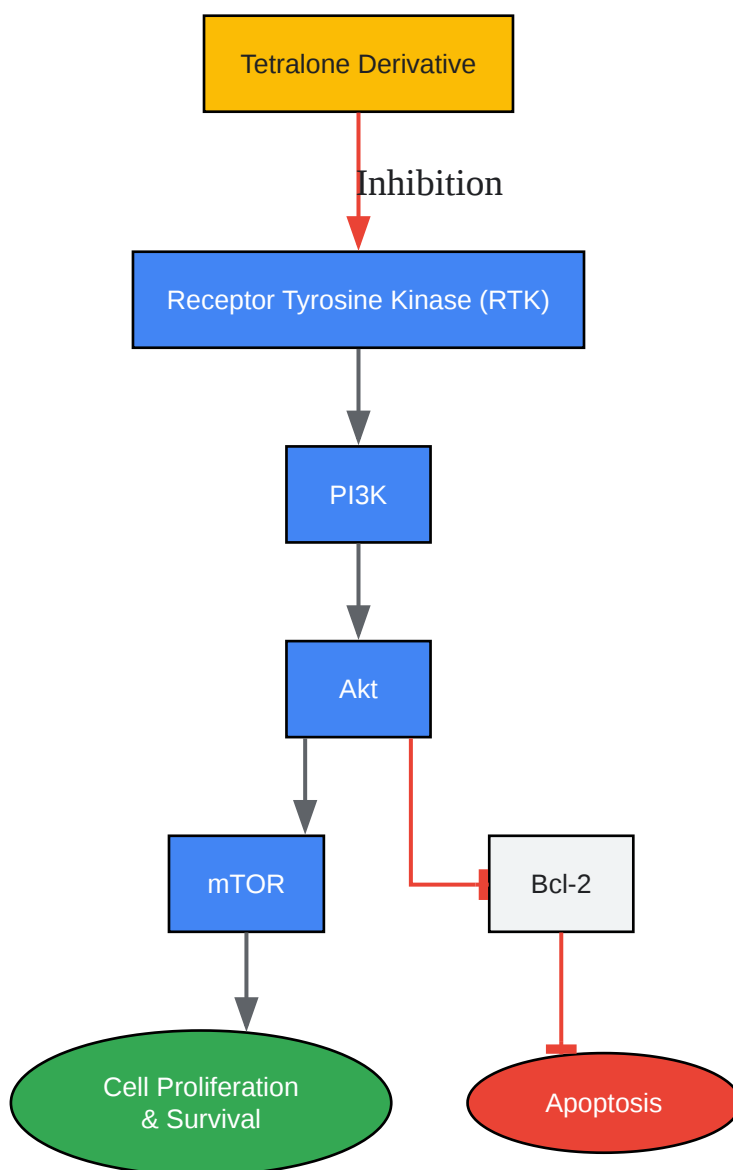 Tetralone Derivative
Inhibition
Receptor Tyrosine Kinase (RTK)
PI3K
Akt
mTOR
Bcl-2
Cell Proliferation
& Survival
Apoptosis